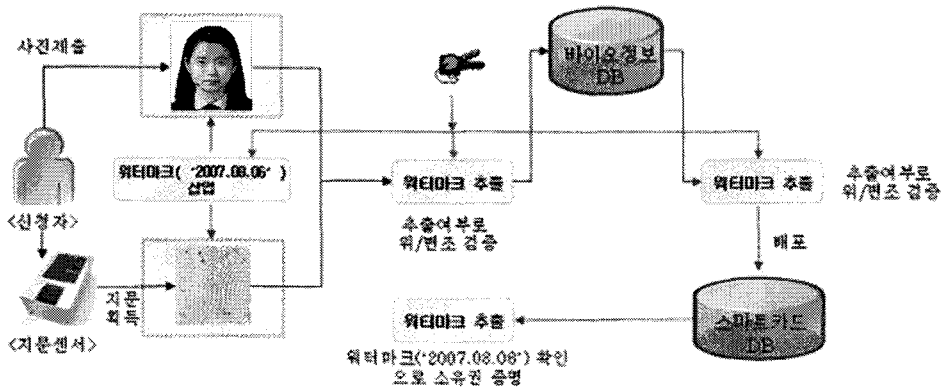 사진제출
바이오정보
DB
워터마크( '2007.08.06' )
삽입
워터마크 추출
워터마크 추출
추출여부로
위/변조 검증
<신청자>
추출여부로
위/변조 검증
배포
지문
획득
<지문센서>
워터마크 추출
스마트카드
DB
워터마크('2007.08.06') 확인
으로 소유권 증명